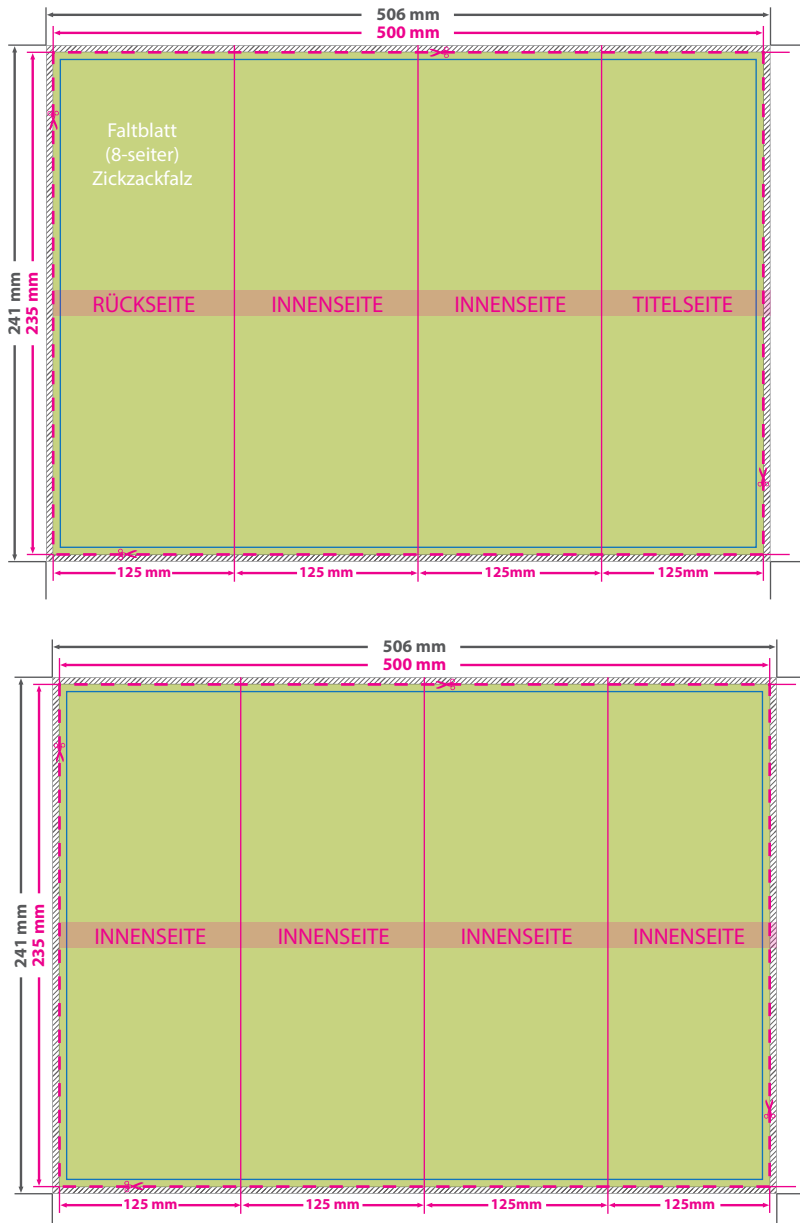 506 mm
500 mm
241 mm
235 mm
Faltblatt
(8-seiter)
Zickzackfalz
RÜCKSEITE INNENSEITE INNENSEITE TITELSEITE
125 mm 125 mm 125mm 125mm
506 mm
500 mm
241 mm
235 mm
INNENSEITE INNENSEITE INNENSEITE INNENSEITE
125 mm 125 mm 125mm 125mm